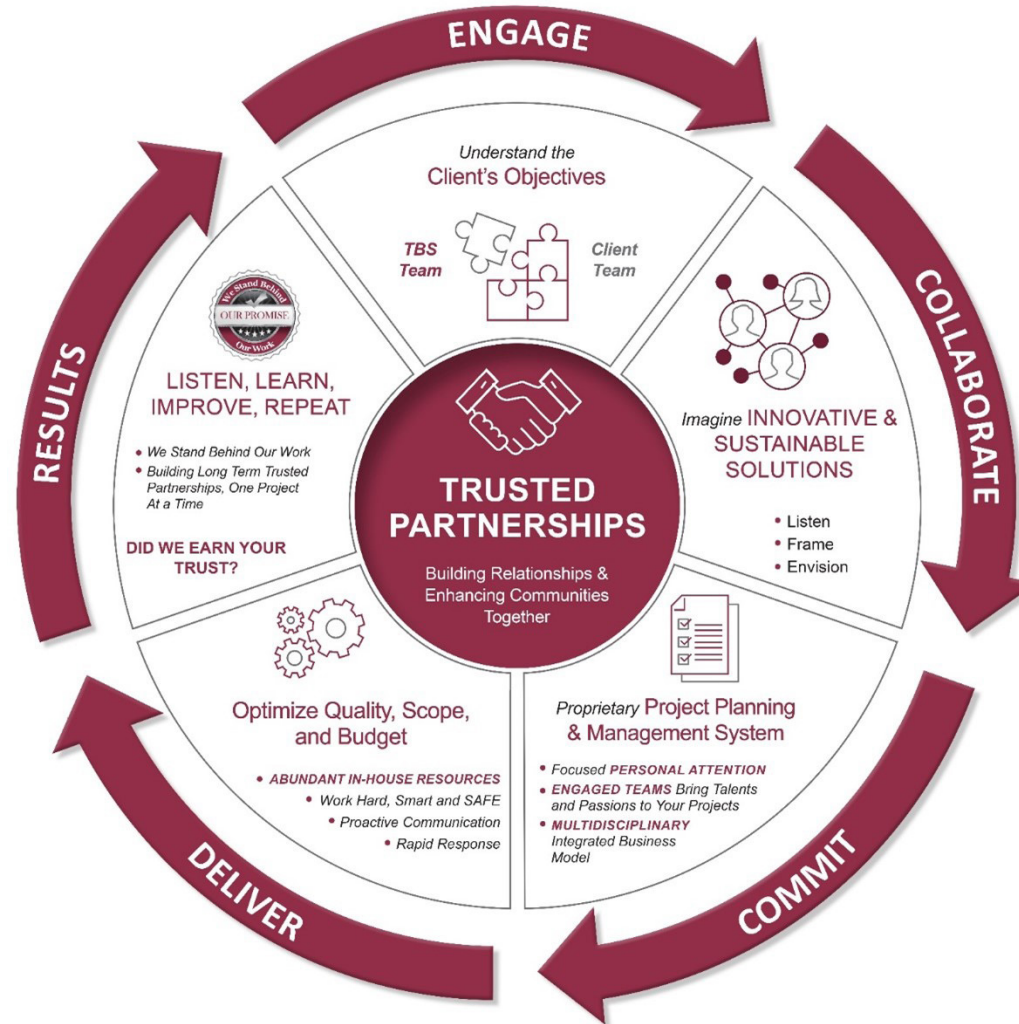 ENGAGE
Understand the
Client's Objectives
TBS
Team
Client
Team
COLLABORATE
Imagine INNOVATIVE &
SUSTAINABLE
SOLUTIONS
• Listen
• Frame
• Envision
COMMIT
Proprietary Project Planning
& Management System
• Focused PERSONAL ATTENTION
• ENGAGED TEAMS Bring Talents
and Passions to Your Projects
• MULTIDISCIPLINARY
Integrated Business
Model
DELIVER
Optimize Quality, Scope,
and Budget
• ABUNDANT IN-HOUSE RESOURCES
• Work Hard, Smart and SAFE
• Proactive Communication
• Rapid Response
RESULTS
We Stand Behind
OUR PROMISE
Our Work
LISTEN, LEARN,
IMPROVE, REPEAT
• We Stand Behind Our Work
• Building Long Term Trusted
Partnerships, One Project
At a Time
DID WE EARN YOUR
TRUST?
TRUSTED
PARTNERSHIPS
Building Relationships &
Enhancing Communities
Together